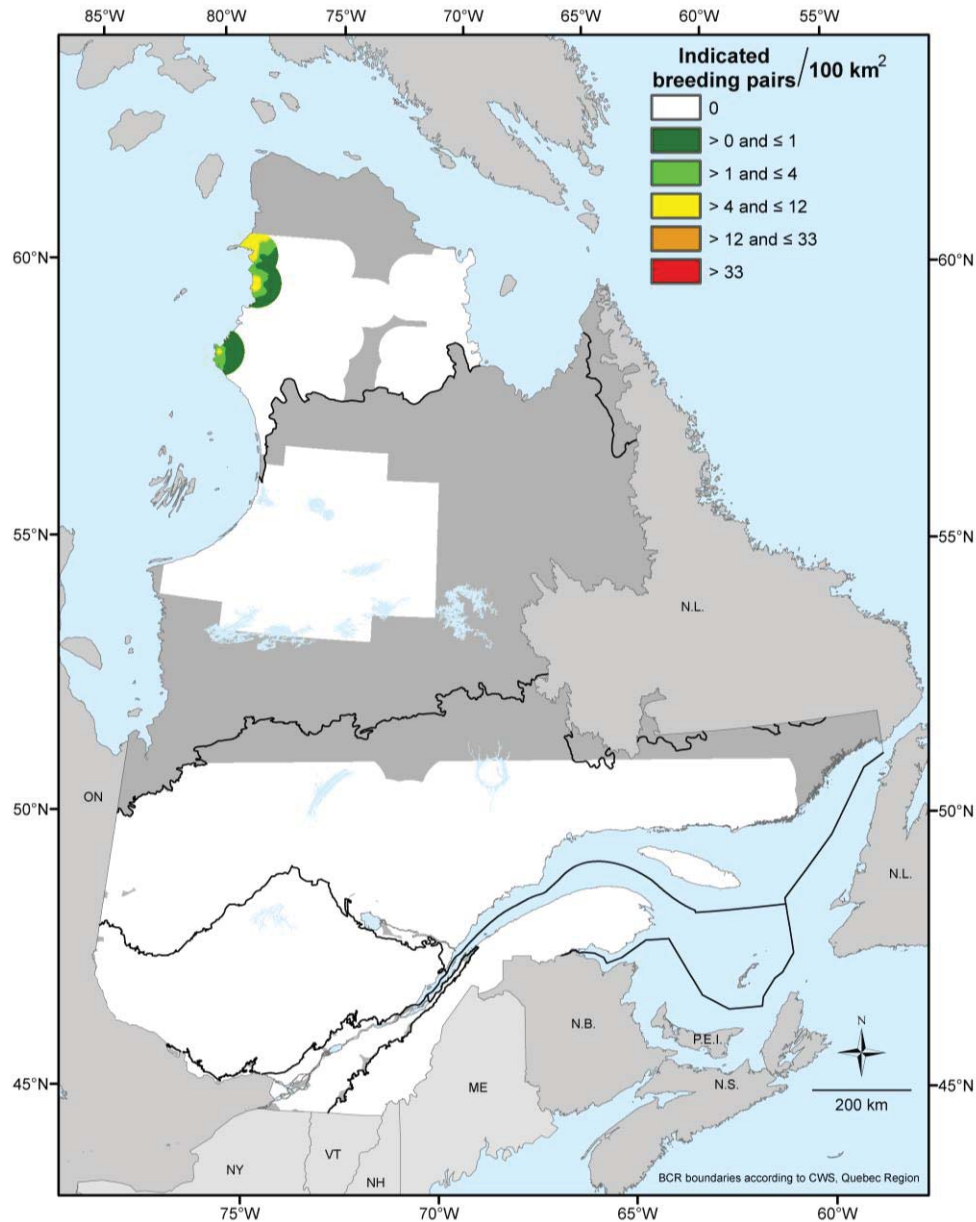 85°W 80°W 75°W 70°W 65°W 60°W 55°W
Indicated
breeding pairs/100 km²
0
> 0 and ≤ 1
> 1 and ≤ 4
> 4 and ≤ 12
> 12 and ≤ 33
> 33
60°N 60°N
55°N 55°N
N.L.
ON
50°N 50°N
N.L.
N.B.
P.E.I.
N
45°N 45°N
ME
N.S.
200 km
VT
NY
NH
BCR boundaries according to CWS, Quebec Region
75°W 70°W 65°W 60°W